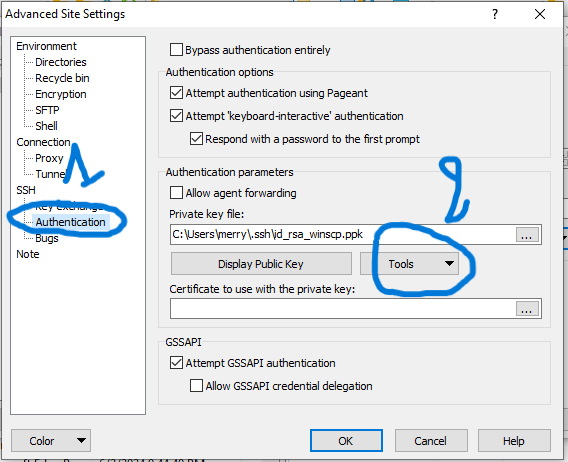 Advanced Site Settings
Environment
Directories
Recycle bin
Encryption
SFTP
Shell
Connection
Proxy
Tunnel
SSH
Key Exchange
Authentication
Bugs
Note
1
Bypass authentication entirely
Authentication options
Attempt authentication using Pageant
Attempt 'keyboard-interactive' authentication
Respond with a password to the first prompt
Authentication parameters
Allow agent forwarding
2
Private key file:
C:\Users\merry\.ssh\id_rsa_winscp.ppk
...
Display Public Key
Tools
Certificate to use with the private key:
...
GSSAPI
Attempt GSSAPI authentication
Allow GSSAPI credential delegation
Color
OK
Cancel
Help